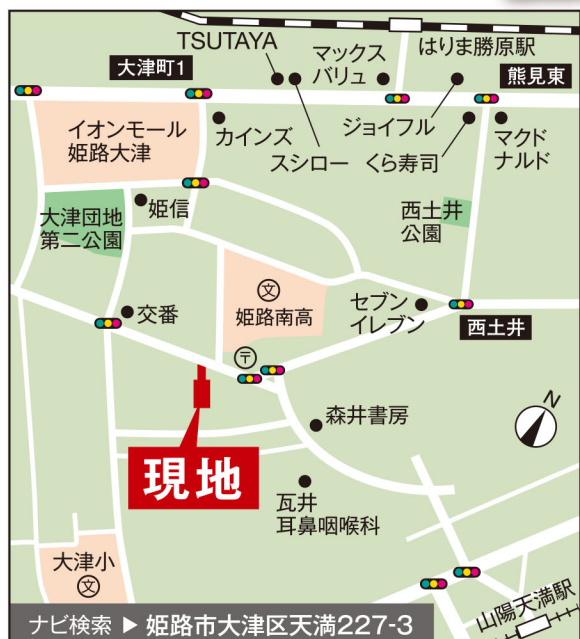 TSUTAYA
マックス
バリュ
はりま勝原駅
大津町1
熊見東
イオンモール
姫路大津
カインズ
スシロー
ジョイフル
くら寿司
マクド
ナルド
大津団地
第二公園
姫信
西土井
公園
文
姫路南高
交番
セブン
イレブン
西土井
〒
N
森井書房
現地
瓦井
耳鼻咽喉科
大津小
文
山陽天満駅
ナビ検索 ▶ 姫路市大津区天満227-3